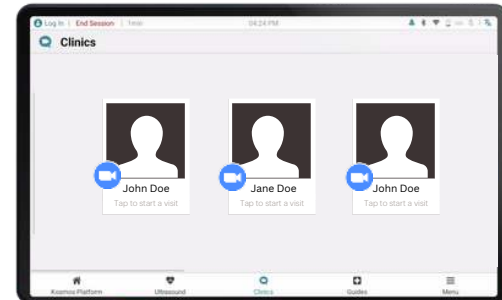 Log In | End Session | 1min 04:24 PM
Clinics
John Doe Jane Doe John Doe
Tap to start a visit Tap to start a visit Tap to start a visit
Kosmos Platform Ultrasound Clinics Guides Menu